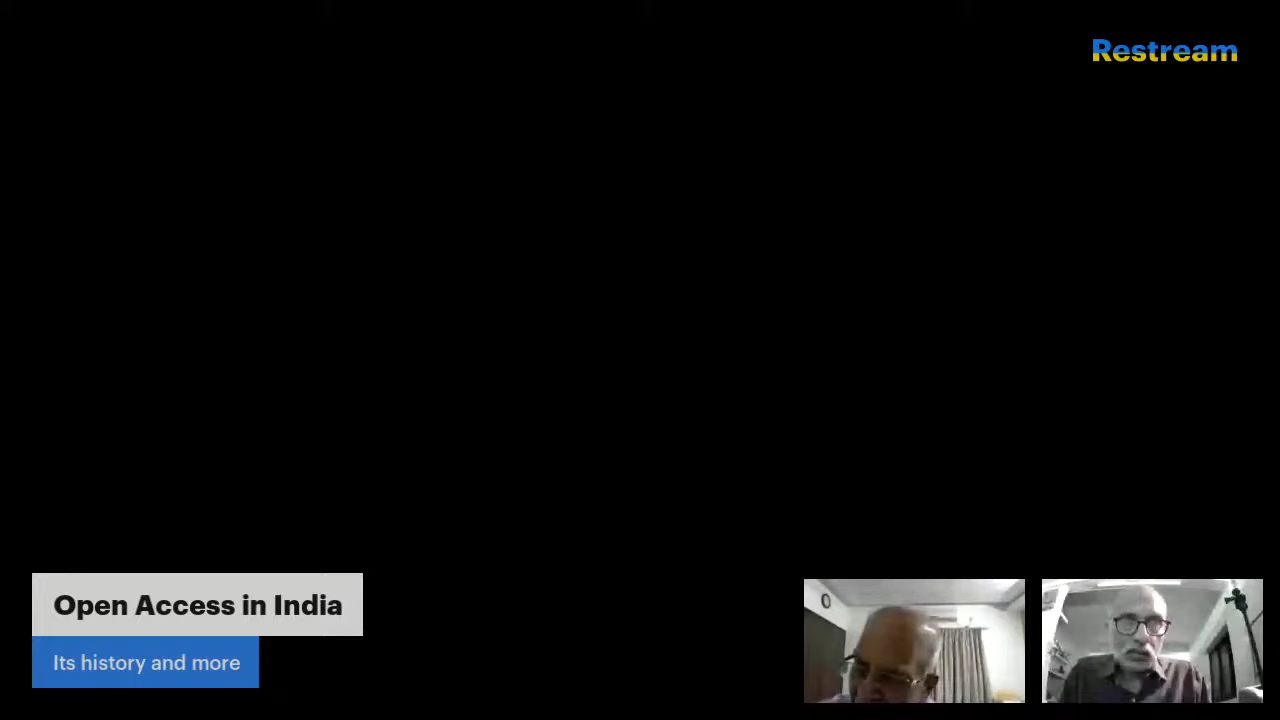 Restream
Open Access in India
Its history and more